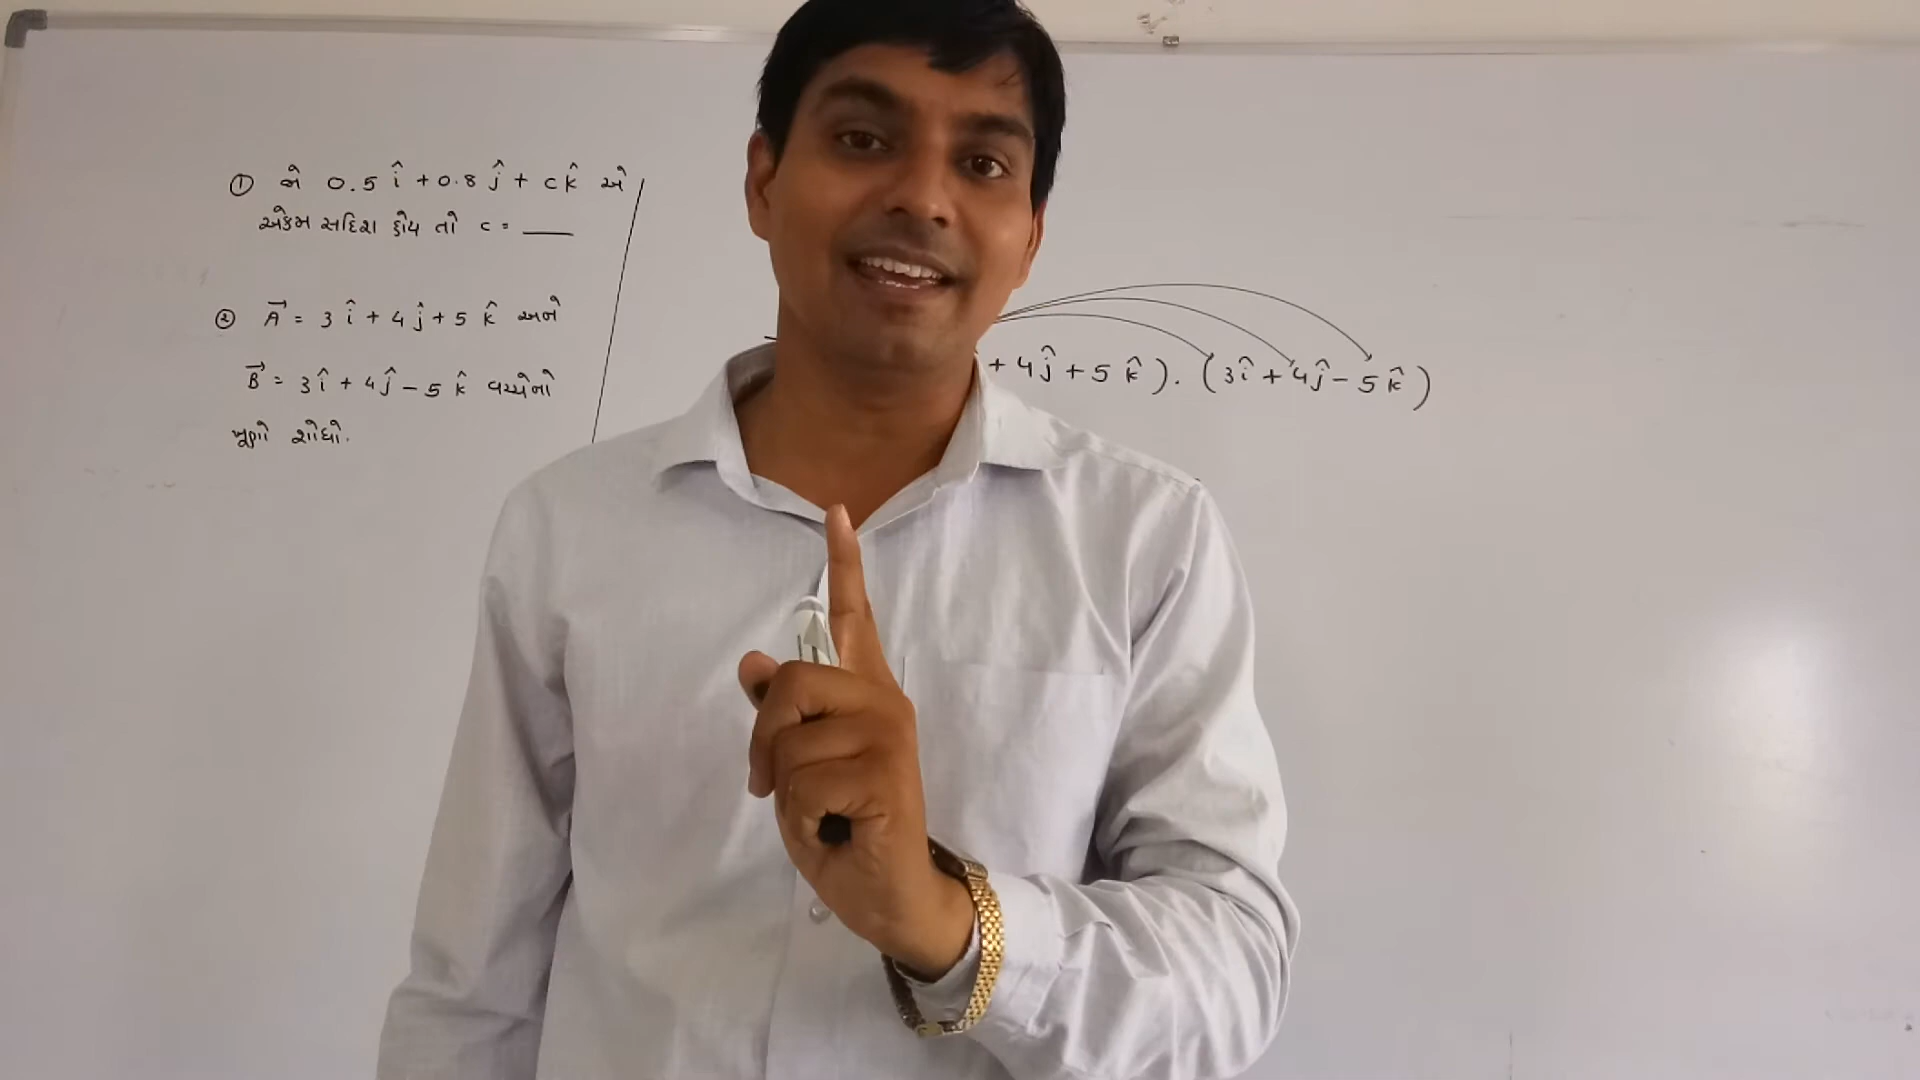 ① જો 0.5 î + 0.8 ĵ + c k̂ એ
એકમ સદિશ હોય તો c = ____
② A⃗ = 3 î + 4 ĵ + 5 k̂ અને
B⃗ = 3 î + 4 ĵ - 5 k̂ વચ્ચેનો
ખૂણો શોધો.
+ 4 ĵ + 5 k̂ ) . ( 3 î + 4 ĵ - 5 k̂ )